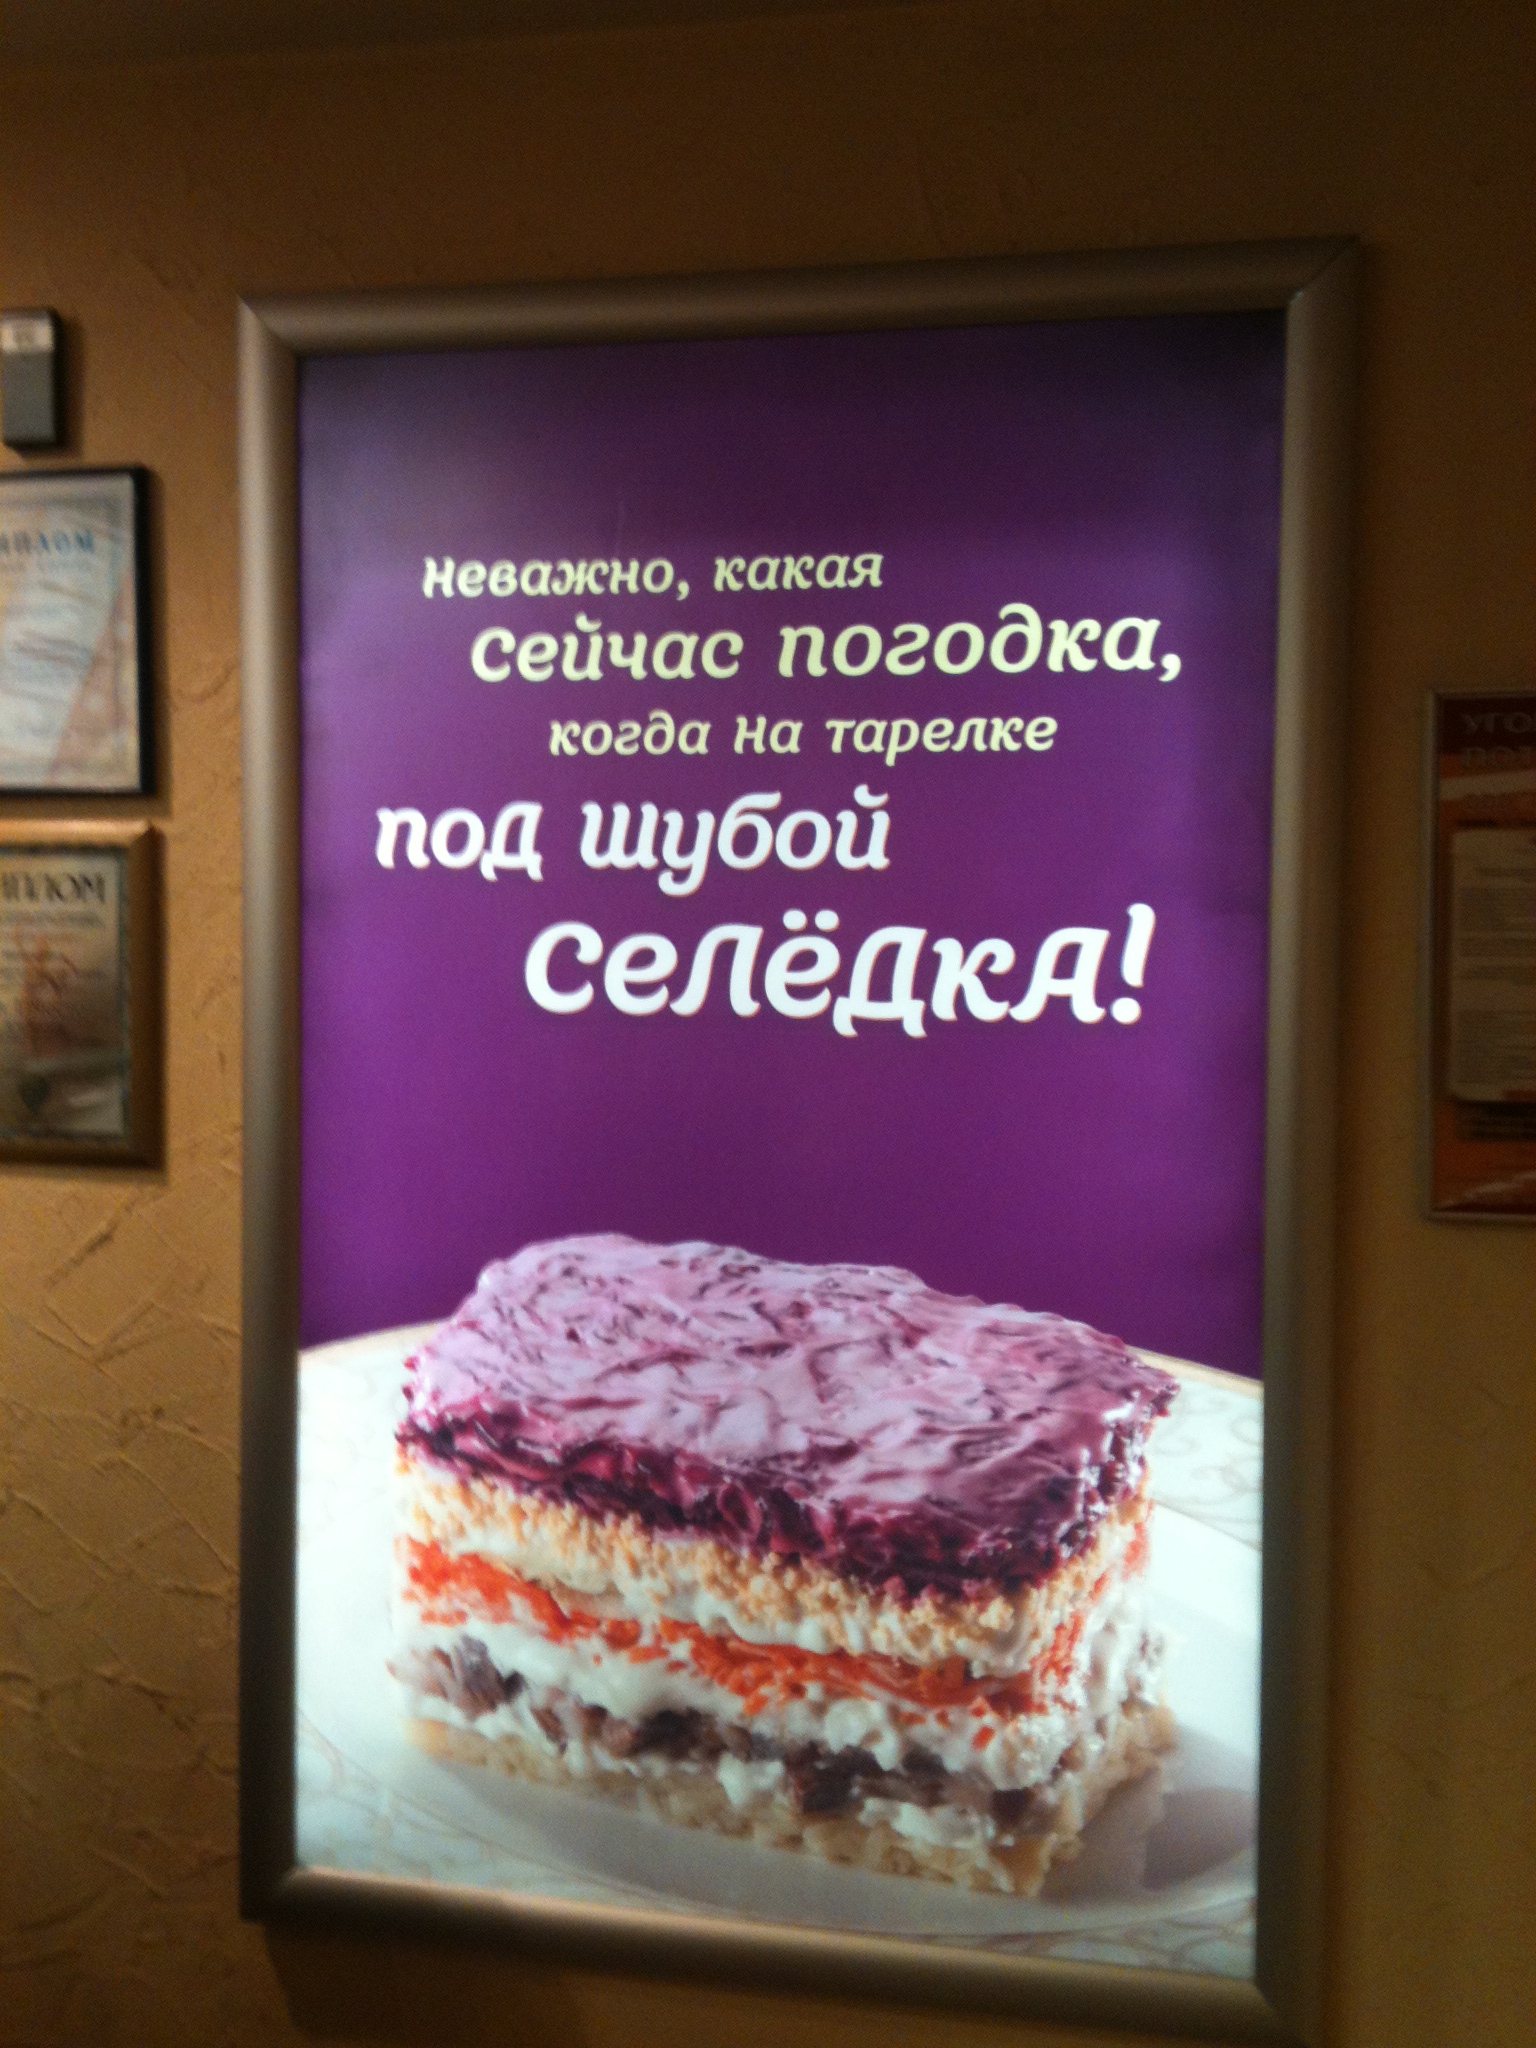 неважно, какая
сейчас погодка,
когда на тарелке
под шубой
селёдка!